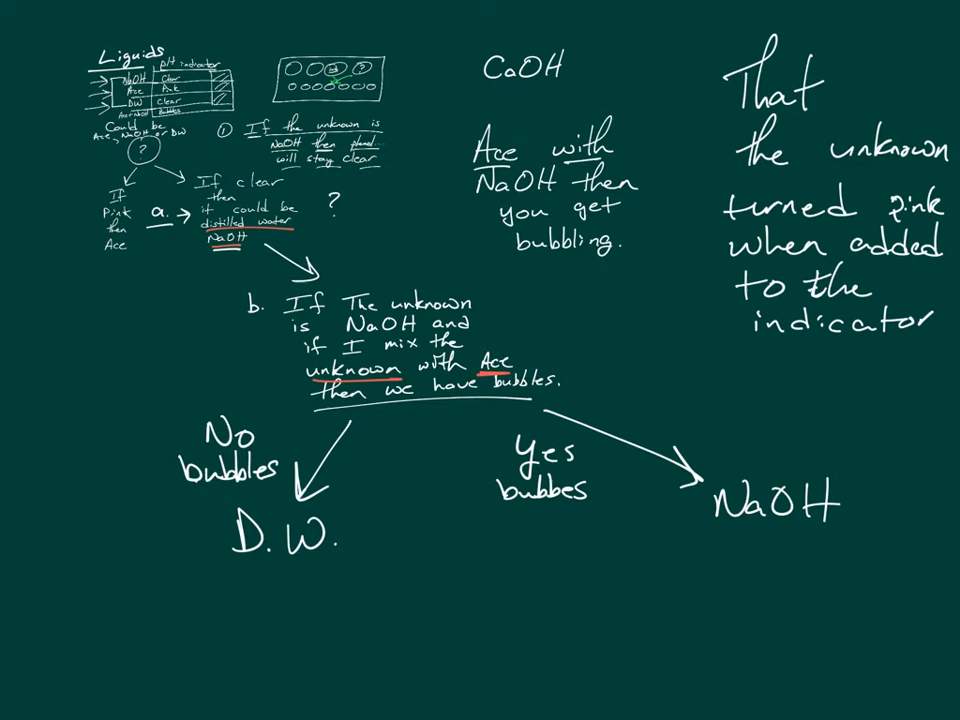 Liquids
pH indicator
NaOH Clear
Ace Pink
DW Clear
Ace + NaOH Bubbles
Could be
Ace, NaOH or DW
?
If
Pink
then
Ace
a.
If clear
then
it could be
distilled water
NaOH
?
ind ?
① If the unknown is
NaOH then
will stay clear
?
b. If The unknown
is NaOH and
if I mix the
unknown with Ace
then we have bubbles.
No
bubbles
D.W.
Yes
bubbes
NaOH
CaOH
Ace with
NaOH then
you get
bubbling.
That
the unknown
turned pink
when added
to the
indicator